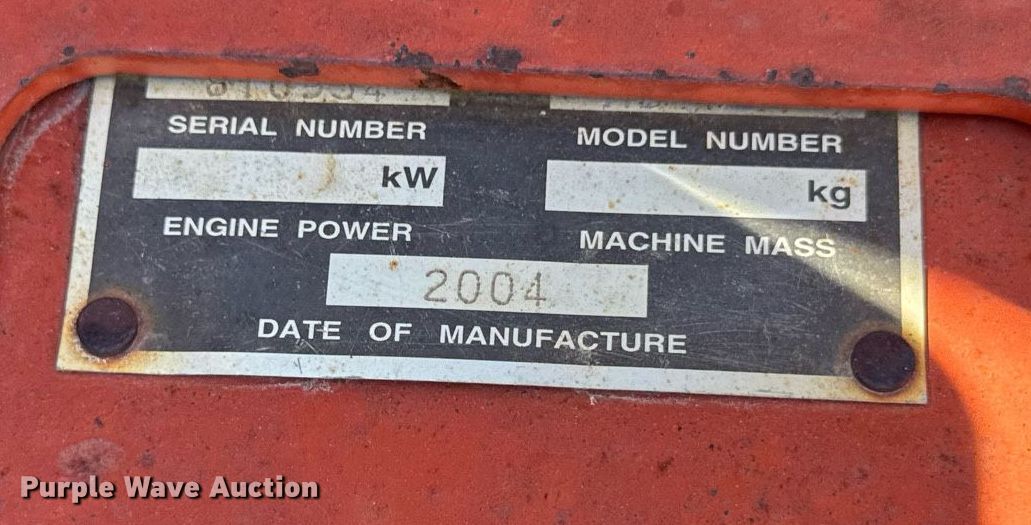 SERIAL NUMBER MODEL NUMBER
kW kg
ENGINE POWER MACHINE MASS
2004
DATE OF MANUFACTURE
Purple Wave Auction